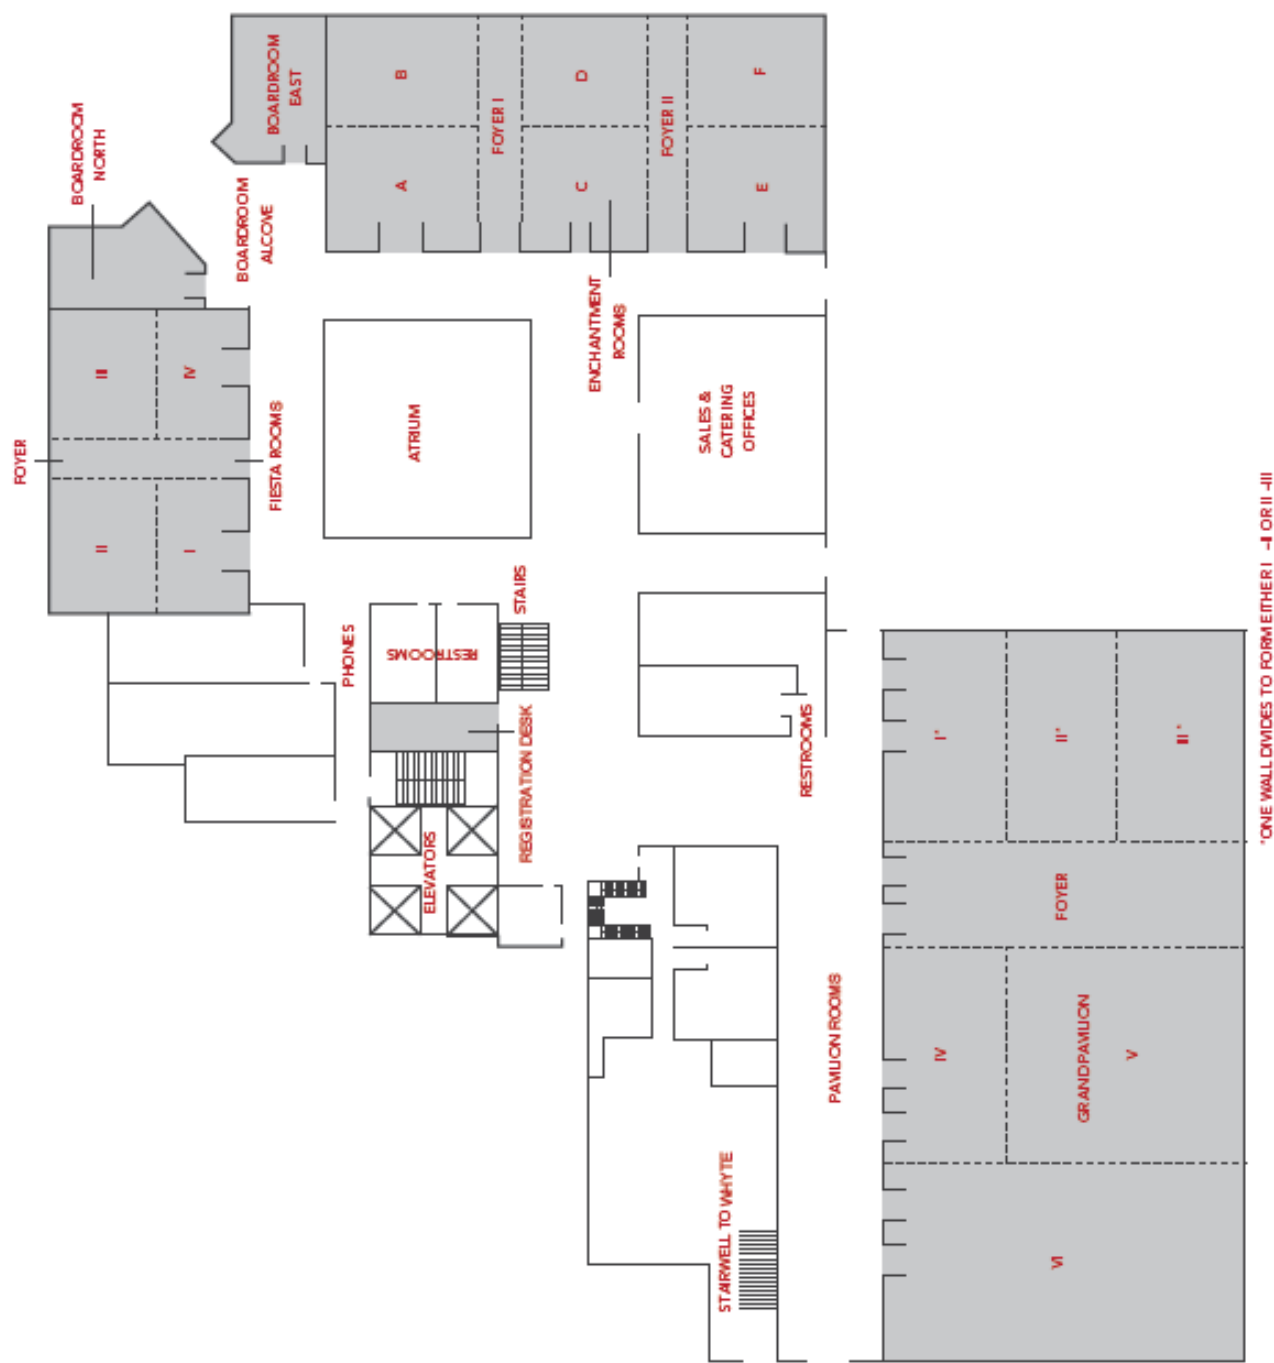 BOARDROOM
NORTH
BOARDROOM
EAST
BOARDROOM
ALCOVE
B
D
F
FOYER I
FOYER II
A
C
E
ENCHANTMENT
ROOMS
III
IV
FOYER
FIESTA ROOMS
II
I
ATRIUM
SALES &
CATERING
OFFICES
PHONES
RESTROOMS
STAIRS
REGISTRATION DESK
ELEVATORS
RESTROOMS
PAVILION ROOMS
STAIRWELL TO WHYTE
I*
II*
III*
FOYER
IV
GRAND PAVILION
V
VI
*ONE WALL DIVIDES TO FORM EITHER I -II OR II -III